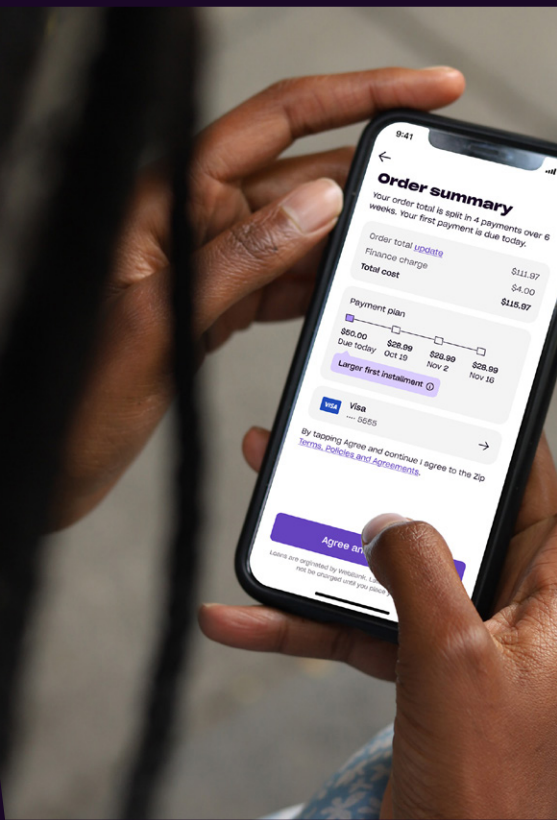 9:41
Order summary
Your order total is split in 4 payments over 6
weeks. Your first payment is due today.
Order total update $111.97
Finance charge $4.00
Total cost $115.97
Payment plan
$50.00 $28.99 $28.99 $28.99
Due today Oct 19 Nov 2 Nov 16
Larger first installment
VISA Visa
---- 5555
By tapping Agree and continue I agree to the Zip
Terms, Policies and Agreements.
Agree an
Loans are originated by WebBank,
not be charged until you place